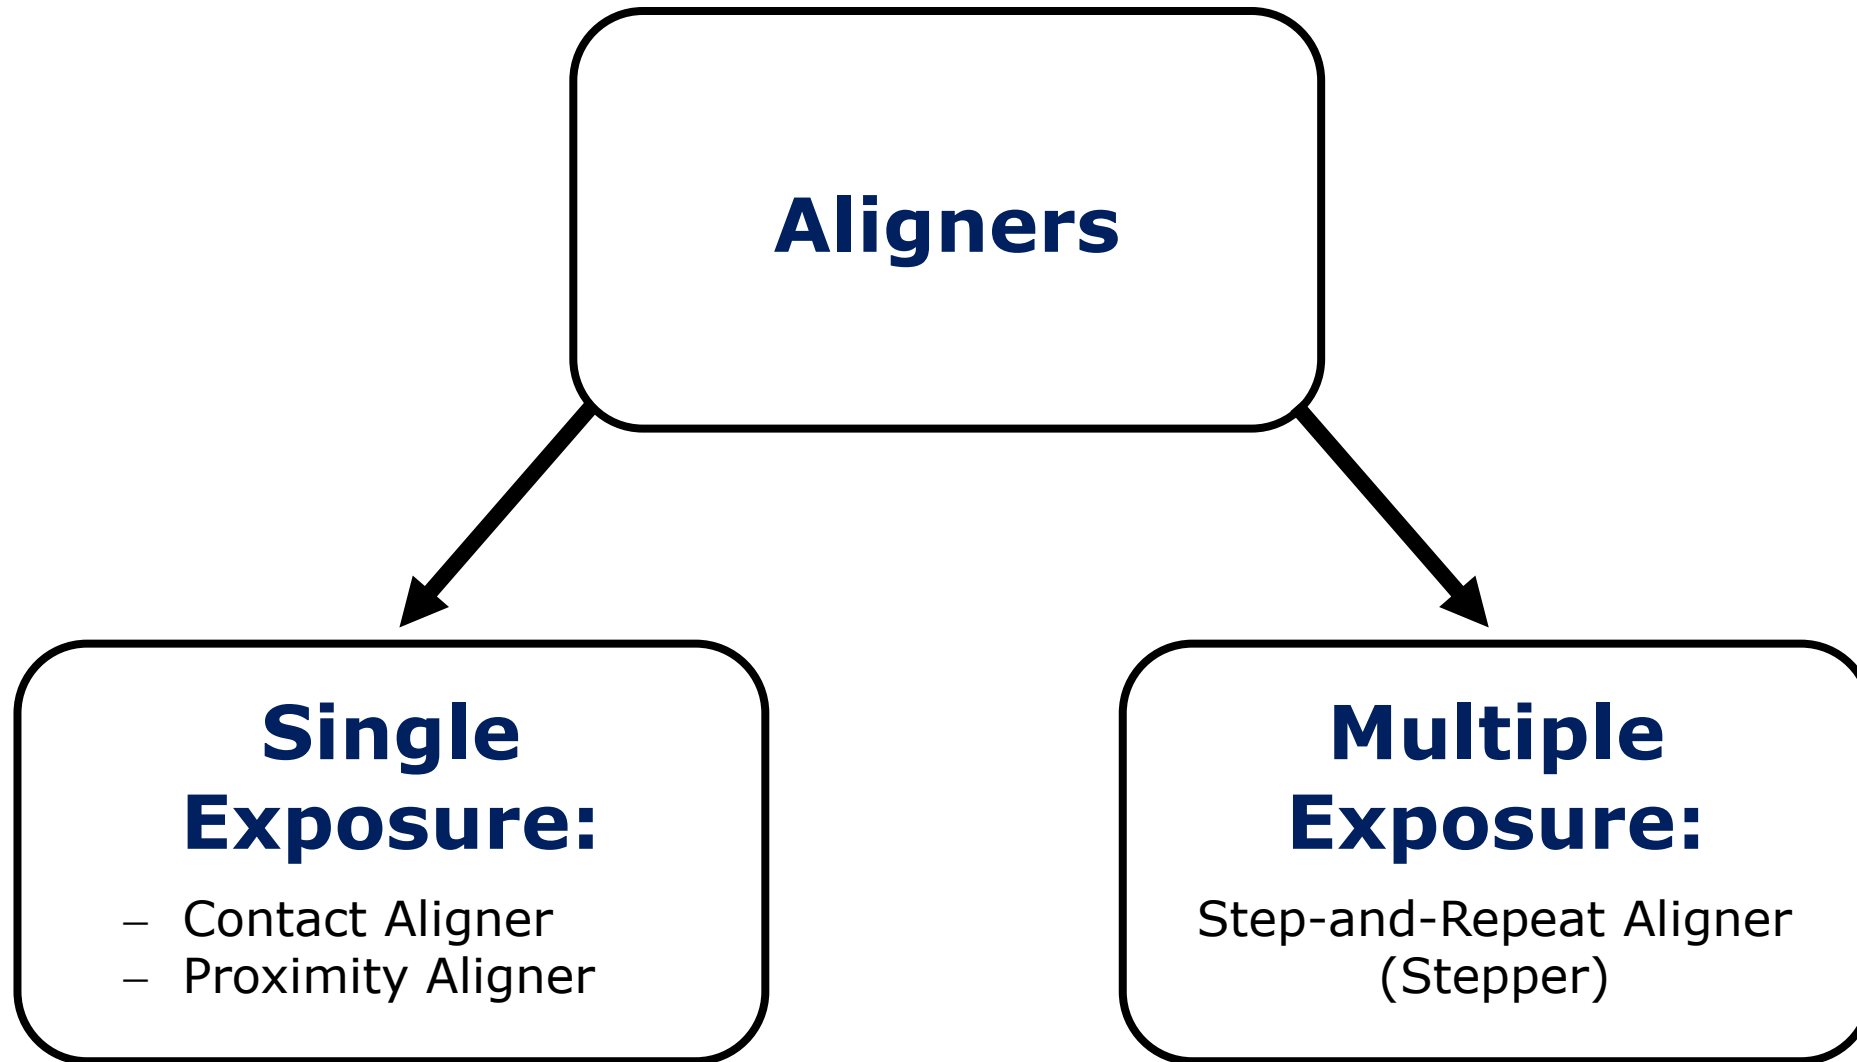 Aligners
Single
Exposure:
– Contact Aligner
– Proximity Aligner
Multiple
Exposure:
Step-and-Repeat Aligner
(Stepper)